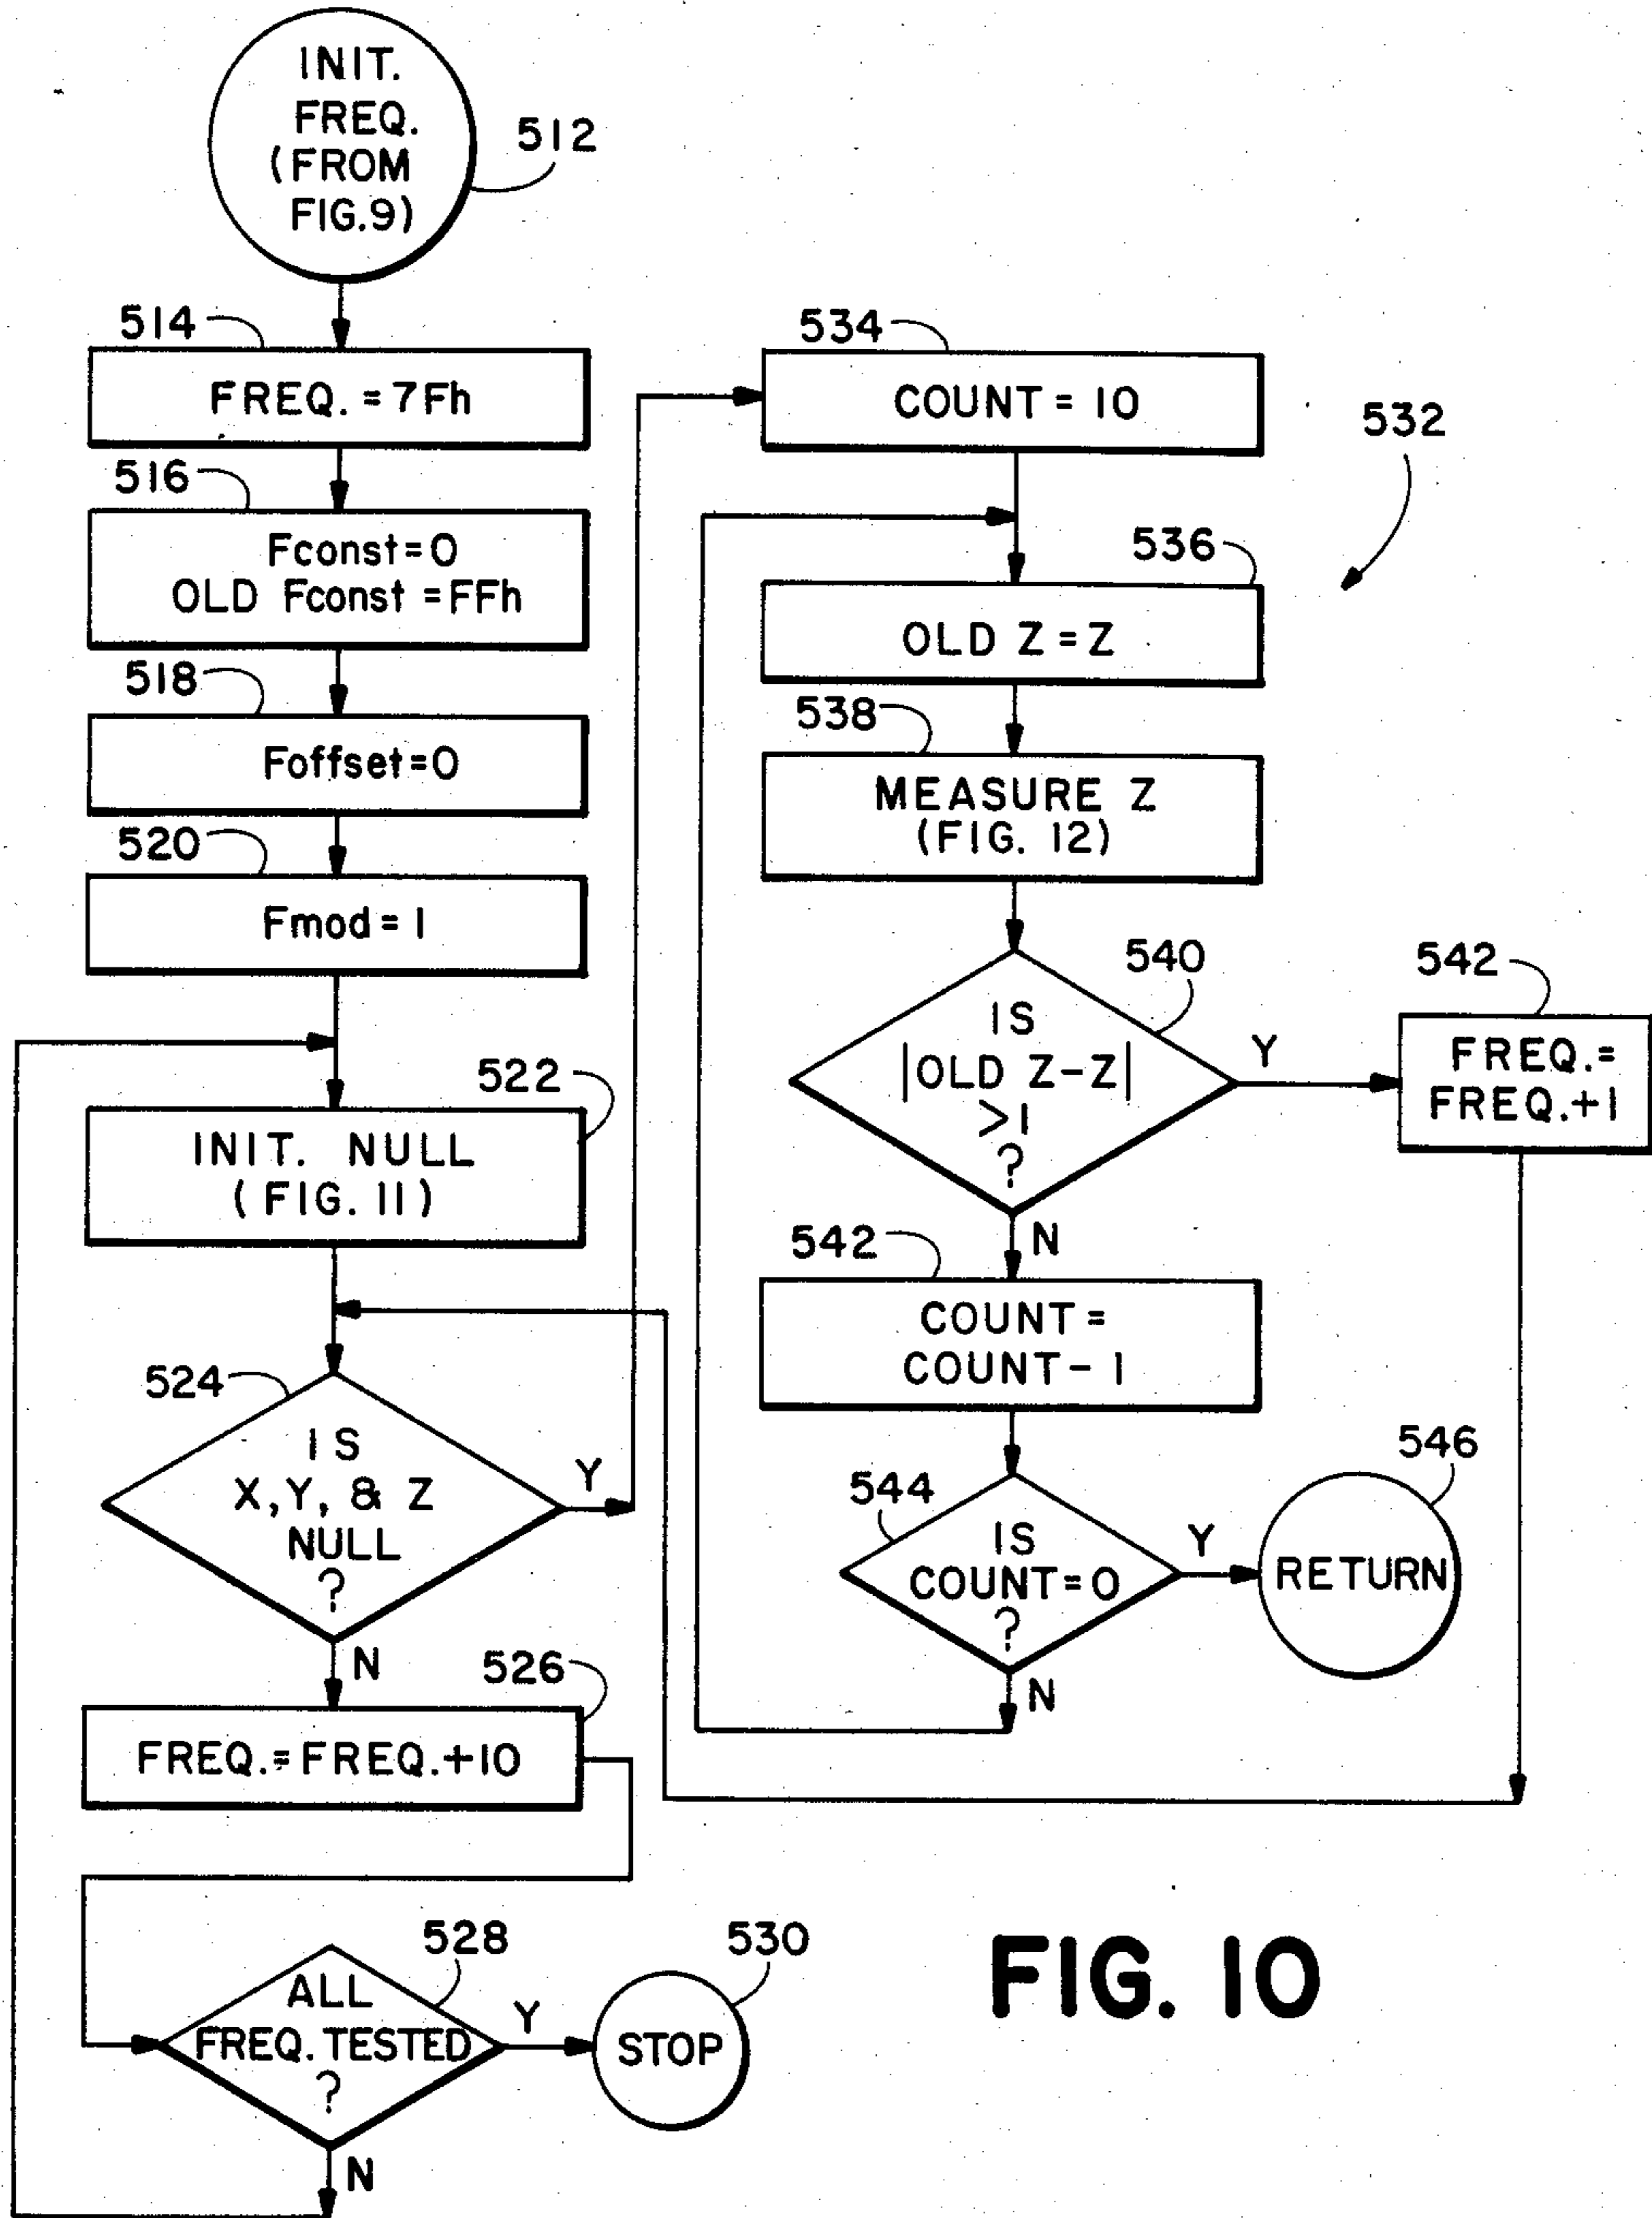 INIT.
FREQ.
(FROM
FIG.9)
512
514
FREQ. = 7Fh
516
Fconst=0
OLD Fconst =FFh
518
Foffset=0
520
Fmod=1
522
INIT. NULL
(FIG. 11)
524
IS
X,Y, & Z
NULL
?
Y
N
526
FREQ.=FREQ.+10
528
ALL
FREQ. TESTED
?
Y
N
530
STOP
532
534
COUNT = 10
536
OLD Z = Z
538
MEASURE Z
(FIG. 12)
540
IS
|OLD Z-Z|
>1
?
Y
N
542
FREQ.=
FREQ.+1
542
COUNT=
COUNT-1
544
IS
COUNT=0
?
Y
N
546
RETURN
FIG. 10